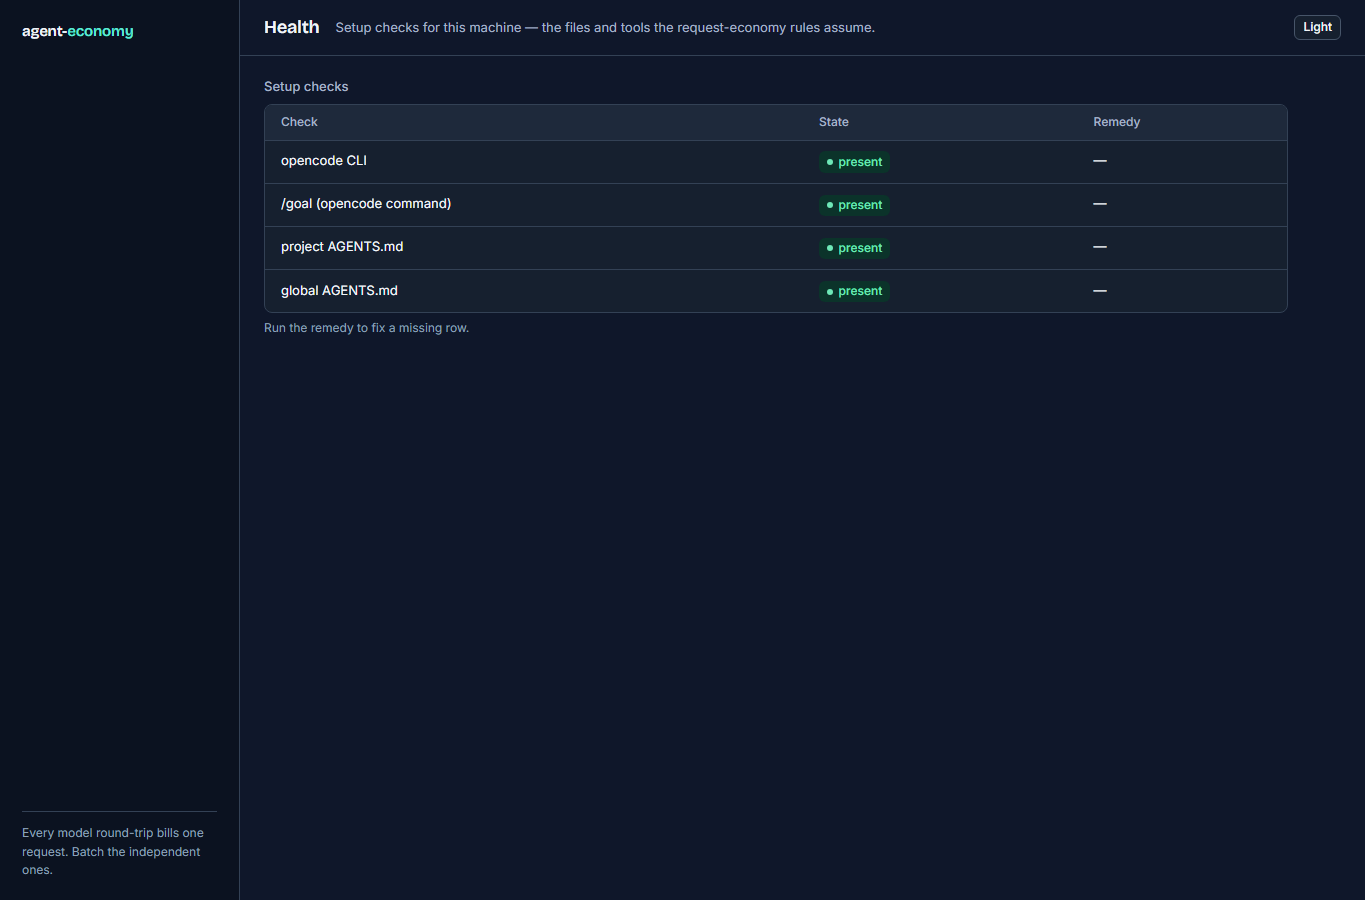 agent-economy
Health
Setup checks for this machine — the files and tools the request-economy rules assume.
Light
Setup checks
Check State Remedy
opencode CLI present —
/goal (opencode command) present —
project AGENTS.md present —
global AGENTS.md present —
Run the remedy to fix a missing row.
Every model round-trip bills one
request. Batch the independent
ones.